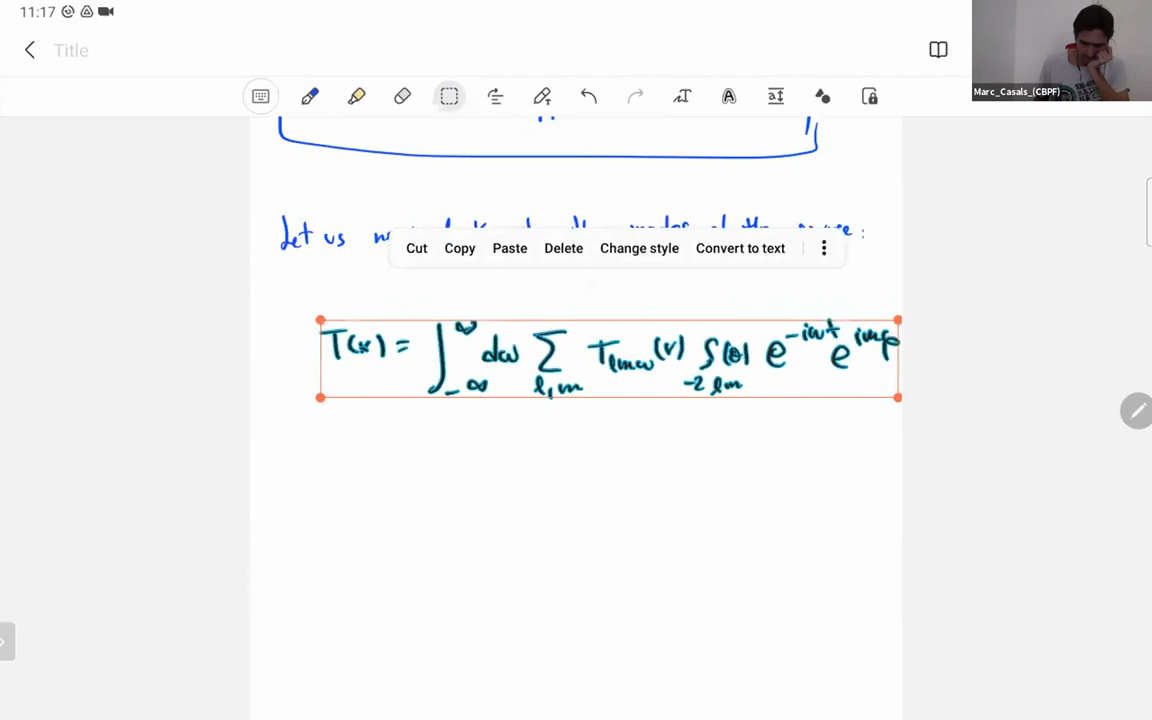 11:17
Title
Marc_Casals_(CBPF)
Let us
Cut Copy Paste Delete Change style Convert to text
T(x) = ∫_{-∞}^{∞} dω Σ_{l,m} T_{lmω}(r) _{-2}S_{lm}(θ) e^{-iωt} e^{imφ}